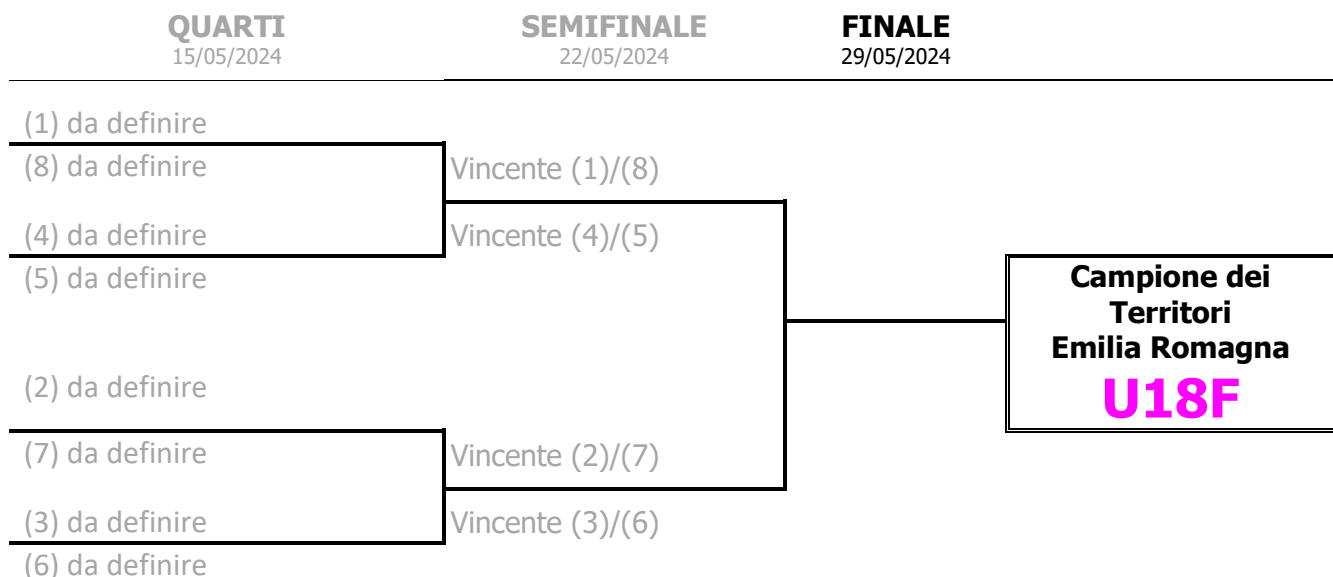 QUARTI
15/05/2024
SEMIFINALE
22/05/2024
FINALE
29/05/2024
(1) da definire
(8) da definire
Vincente (1)/(8)
(4) da definire
Vincente (4)/(5)
(5) da definire
Campione dei
Territori
Emilia Romagna
U18F
(2) da definire
(7) da definire
Vincente (2)/(7)
(3) da definire
Vincente (3)/(6)
(6) da definire